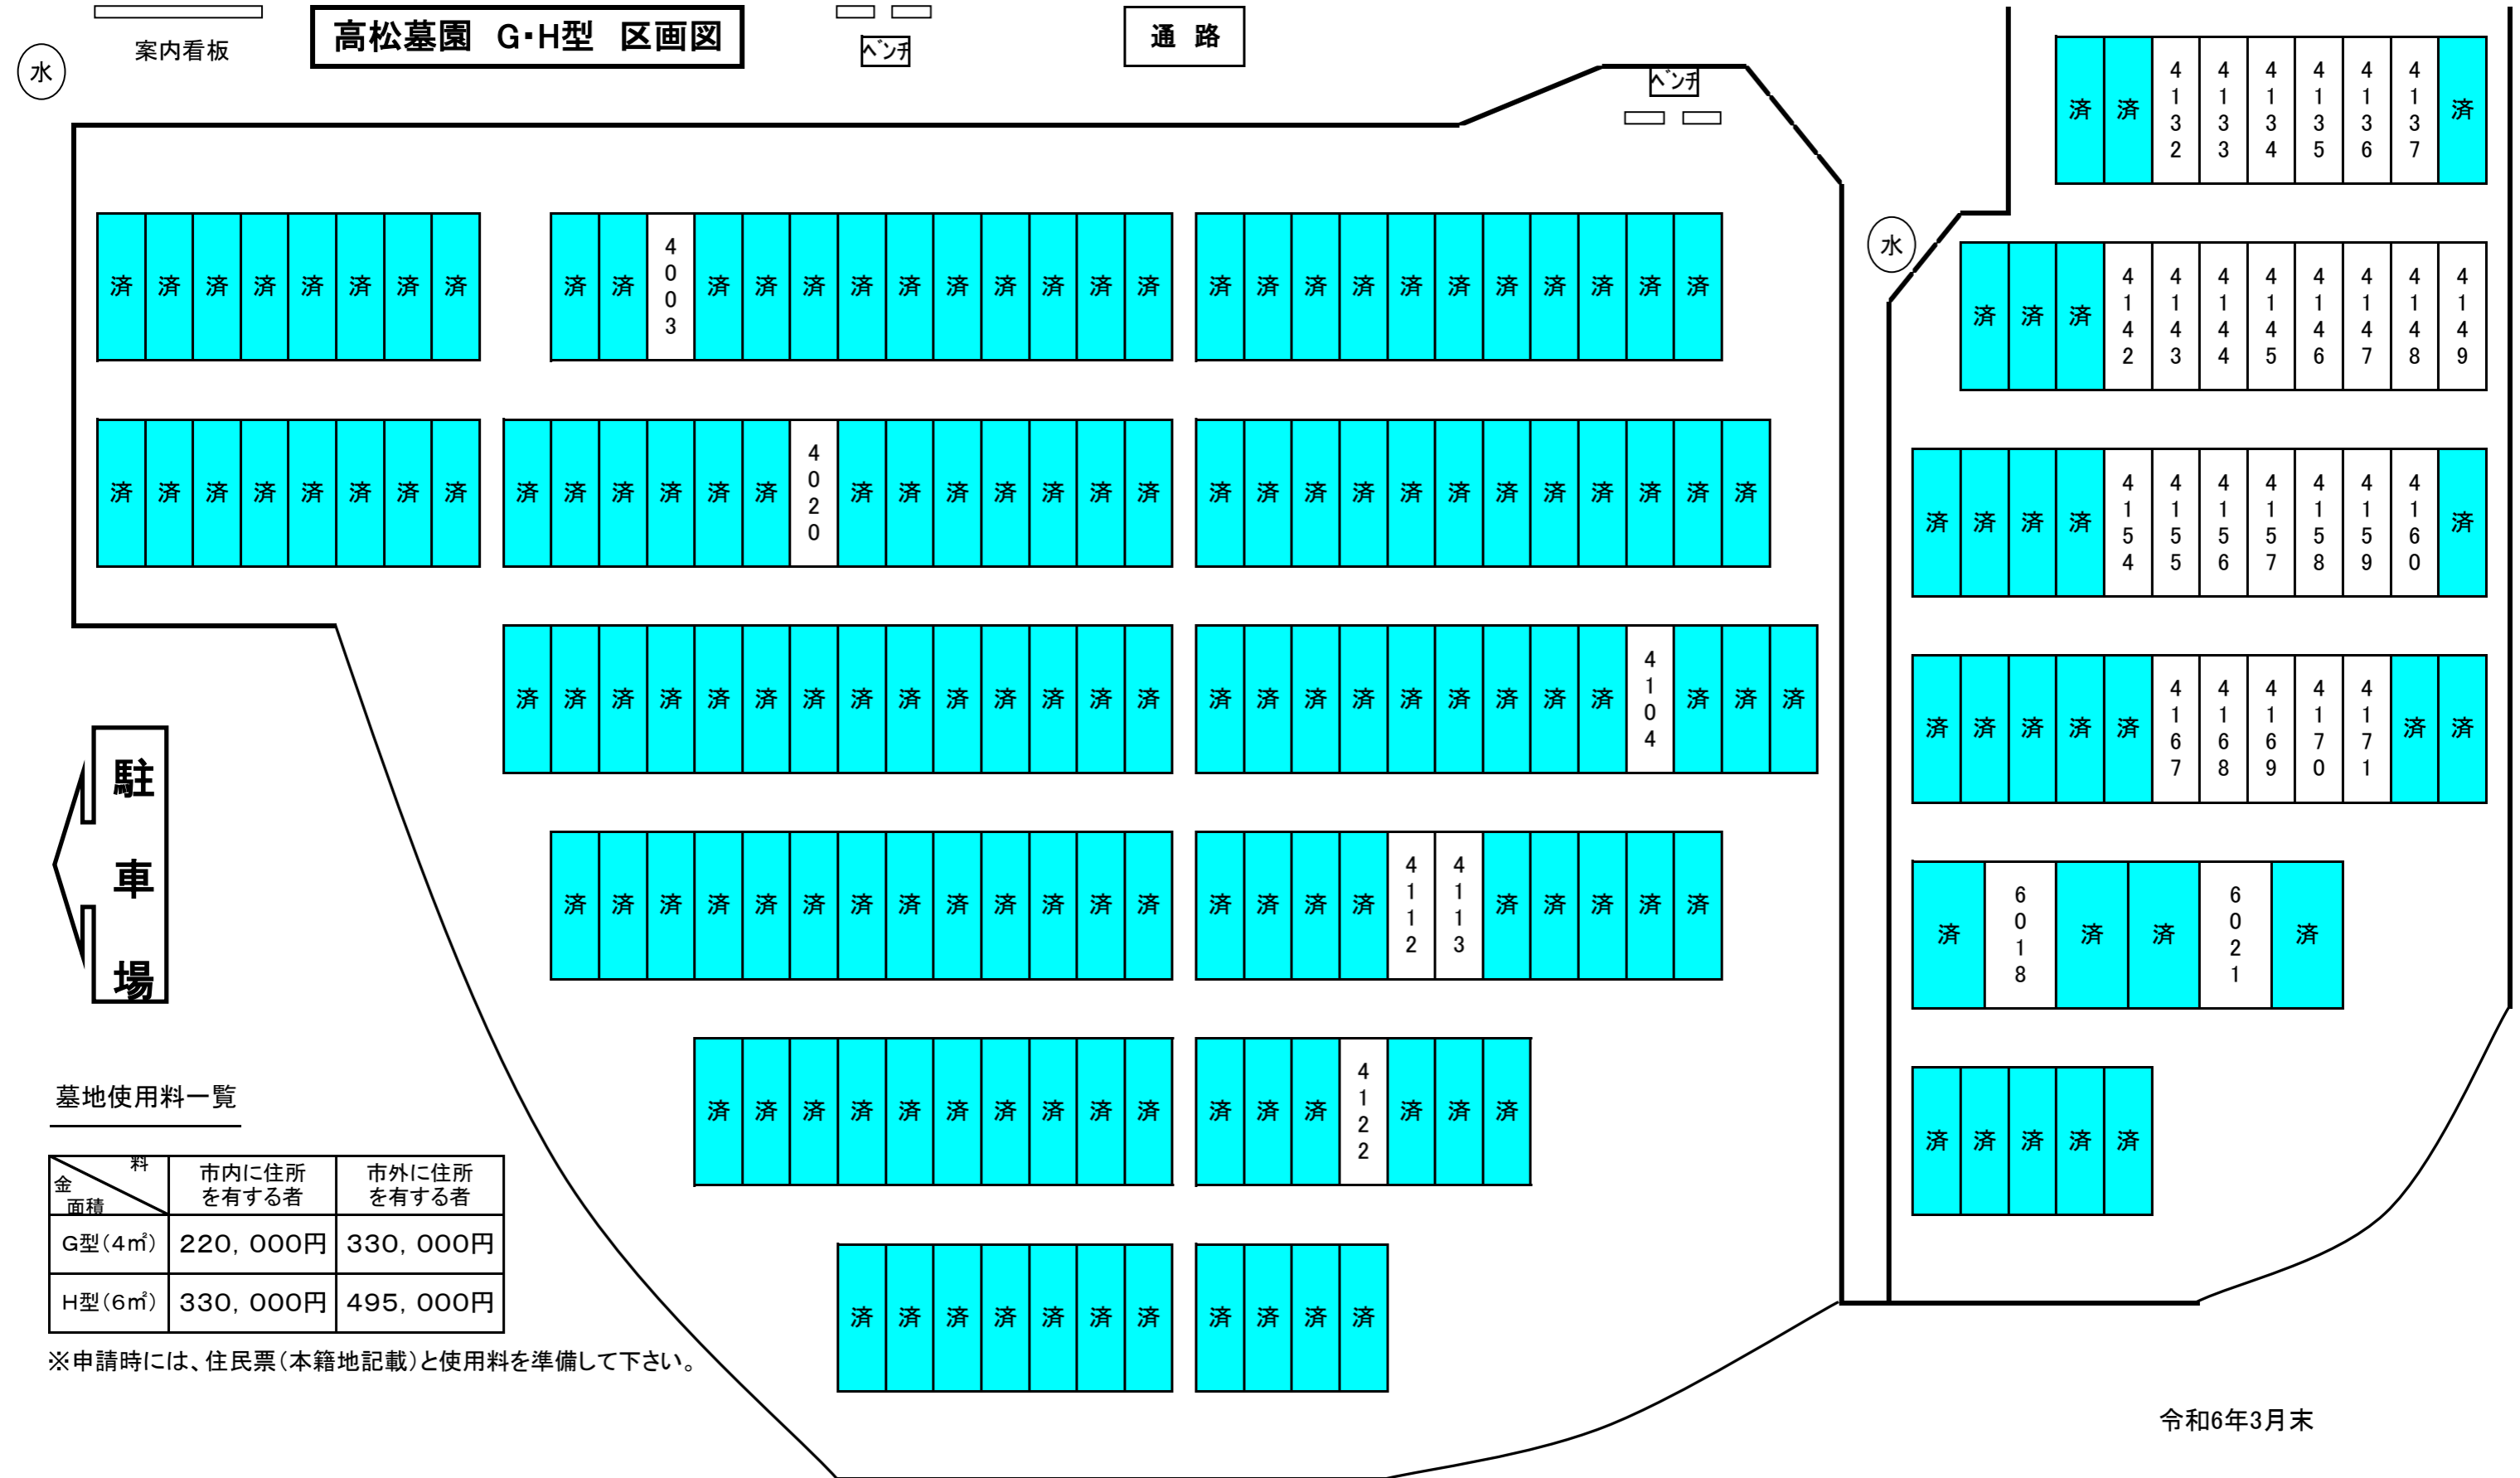 案内看板
水
高松墓園 G・H型 区画図
ベンチ
通 路
ベンチ
水
済 済 4132 4133 4134 4135 4136 4137 済
済 済 済 済 済 済 済 済
済 済 4003 済 済 済 済 済 済 済 済 済 済
済 済 済 済 済 済 済 済 済 済 済
済 済 済 4142 4143 4144 4145 4146 4147 4148 4149
済 済 済 済 済 済 済 済
済 済 済 済 済 済 4020 済 済 済 済 済 済 済
済 済 済 済 済 済 済 済 済 済 済 済
済 済 済 済 4154 4155 4156 4157 4158 4159 4160 済
済 済 済 済 済 済 済 済 済 済 済 済 済 済
済 済 済 済 済 済 済 済 済 4104 済 済 済
済 済 済 済 済 4167 4168 4169 4170 4171 済 済
済 済 済 済 済 済 済 済 済 済 済 済 済
済 済 済 済 4112 4113 済 済 済 済 済
済 6018 済 済 6021 済
済 済 済 済 済 済 済 済 済 済
済 済 済 4122 済 済 済
済 済 済 済 済
済 済 済 済 済 済 済
済 済 済 済
駐車場
墓地使用料一覧
料
金
面積
市内に住所
を有する者
市外に住所
を有する者
G型(4㎡) 220,000円 330,000円
H型(6㎡) 330,000円 495,000円
※申請時には、住民票(本籍地記載)と使用料を準備して下さい。
令和6年3月末